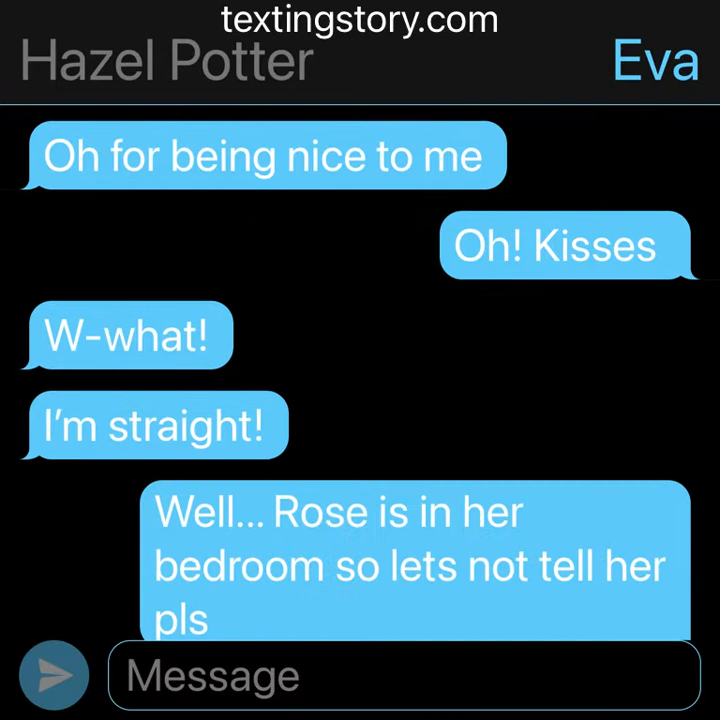 textingstory.com
Hazel Potter Eva
Oh for being nice to me
Oh! Kisses
W-what!
I’m straight!
Well... Rose is in her
bedroom so lets not tell her
pls
Message